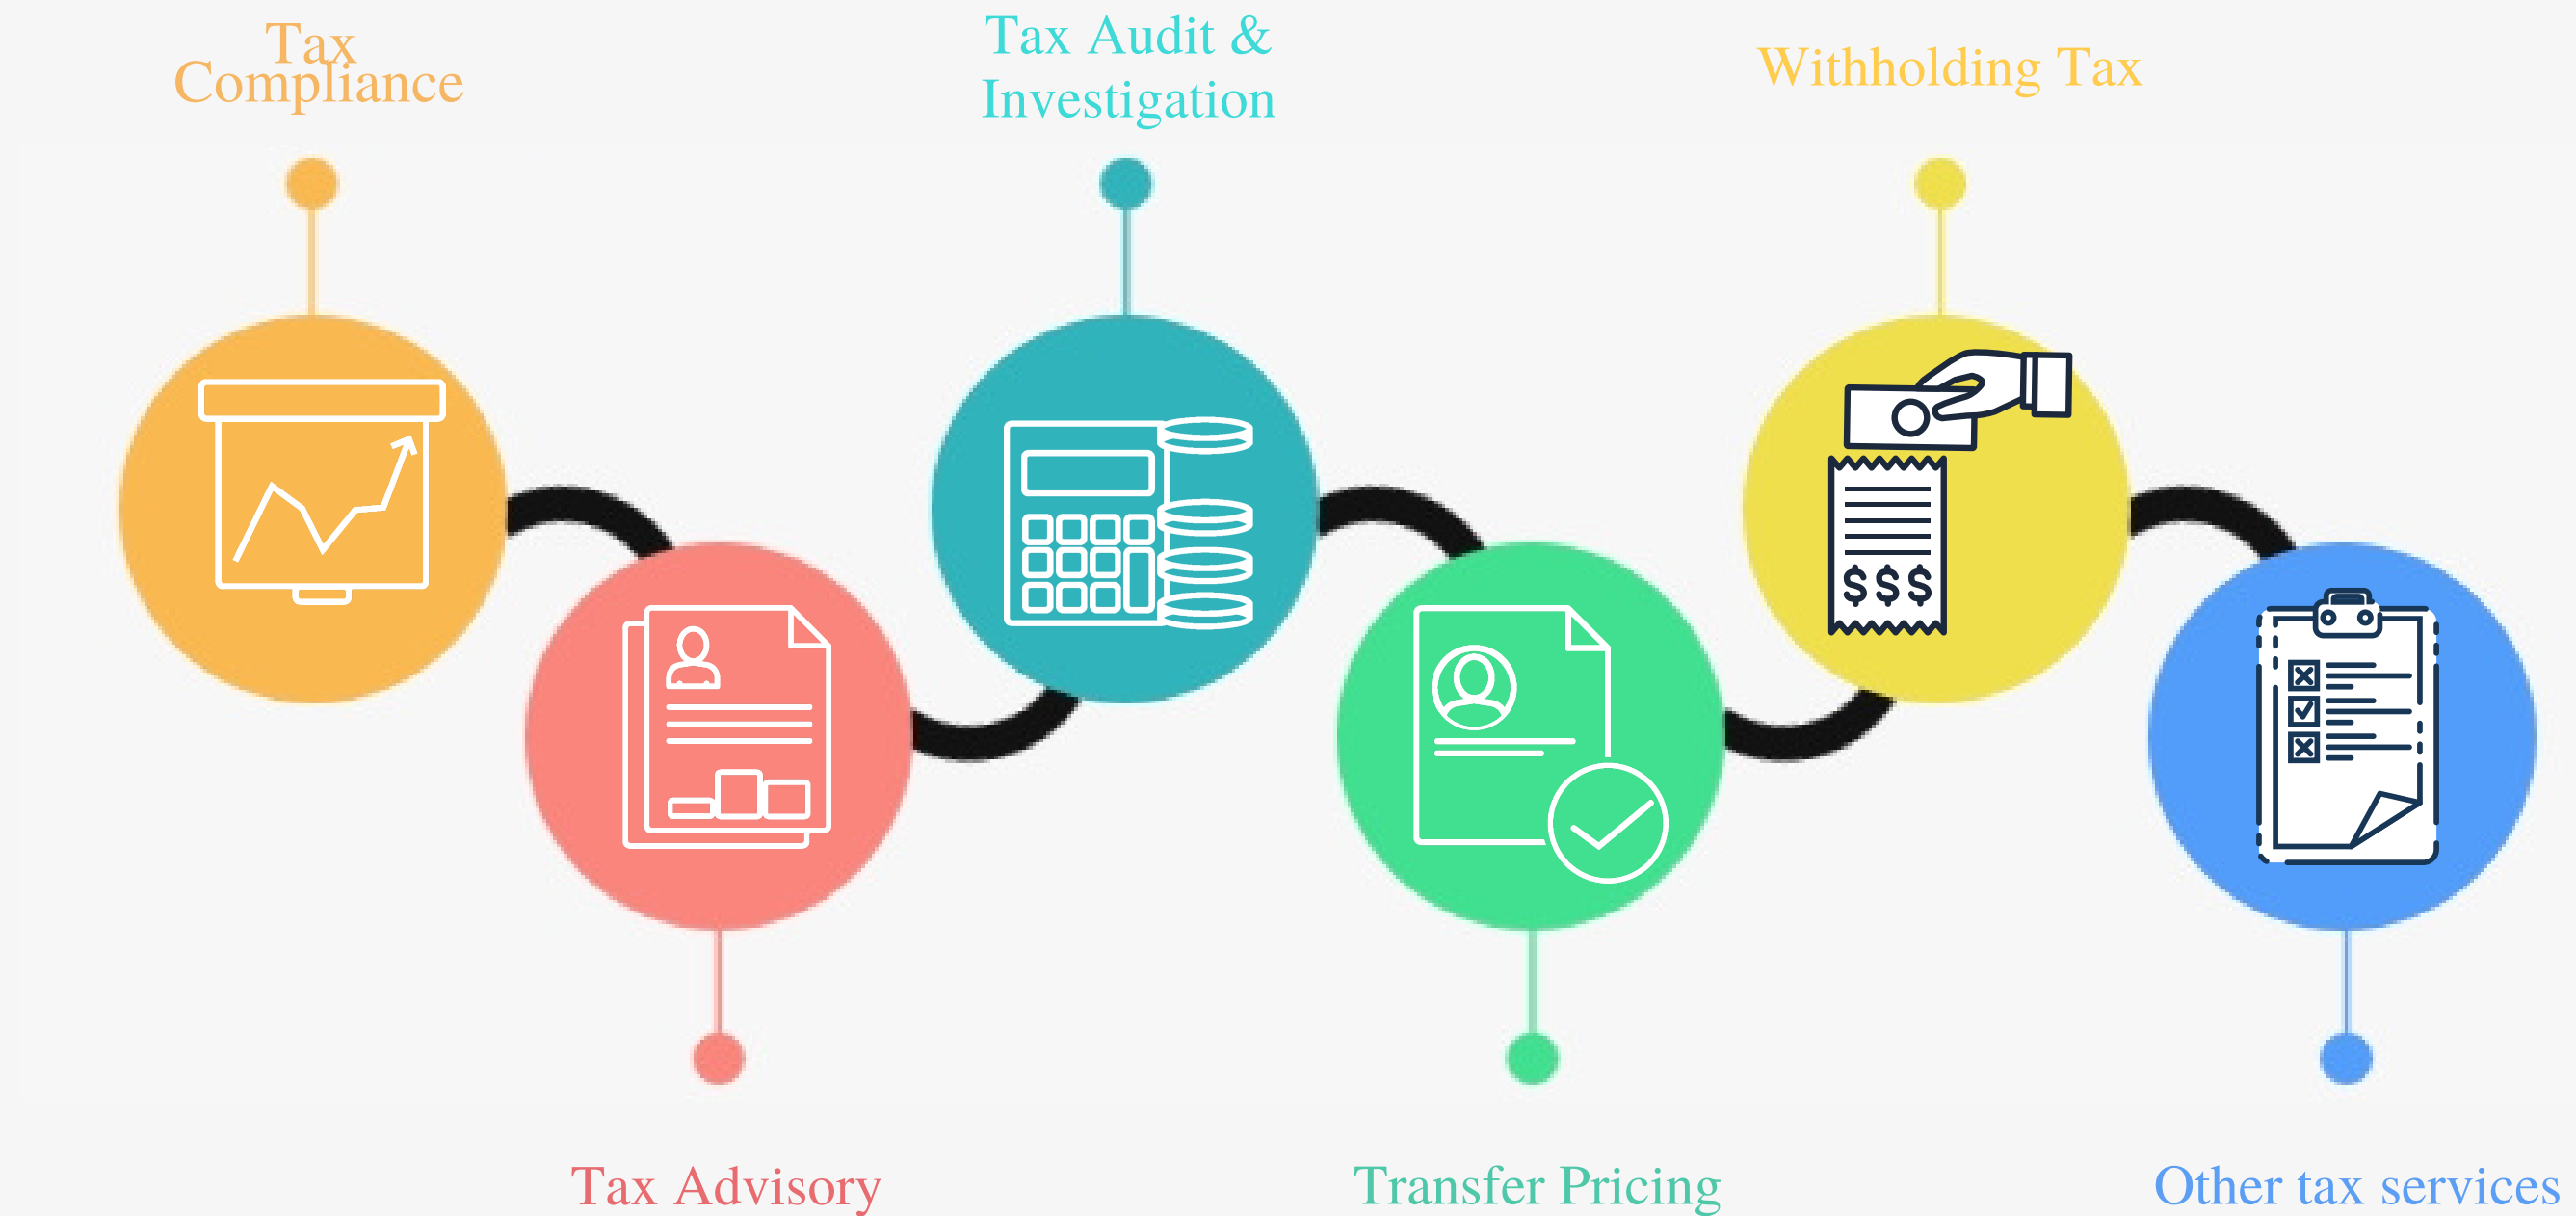 Tax
Compliance
Tax Audit &
Investigation
Withholding Tax
$$$
Tax Advisory
Transfer Pricing
Other tax services